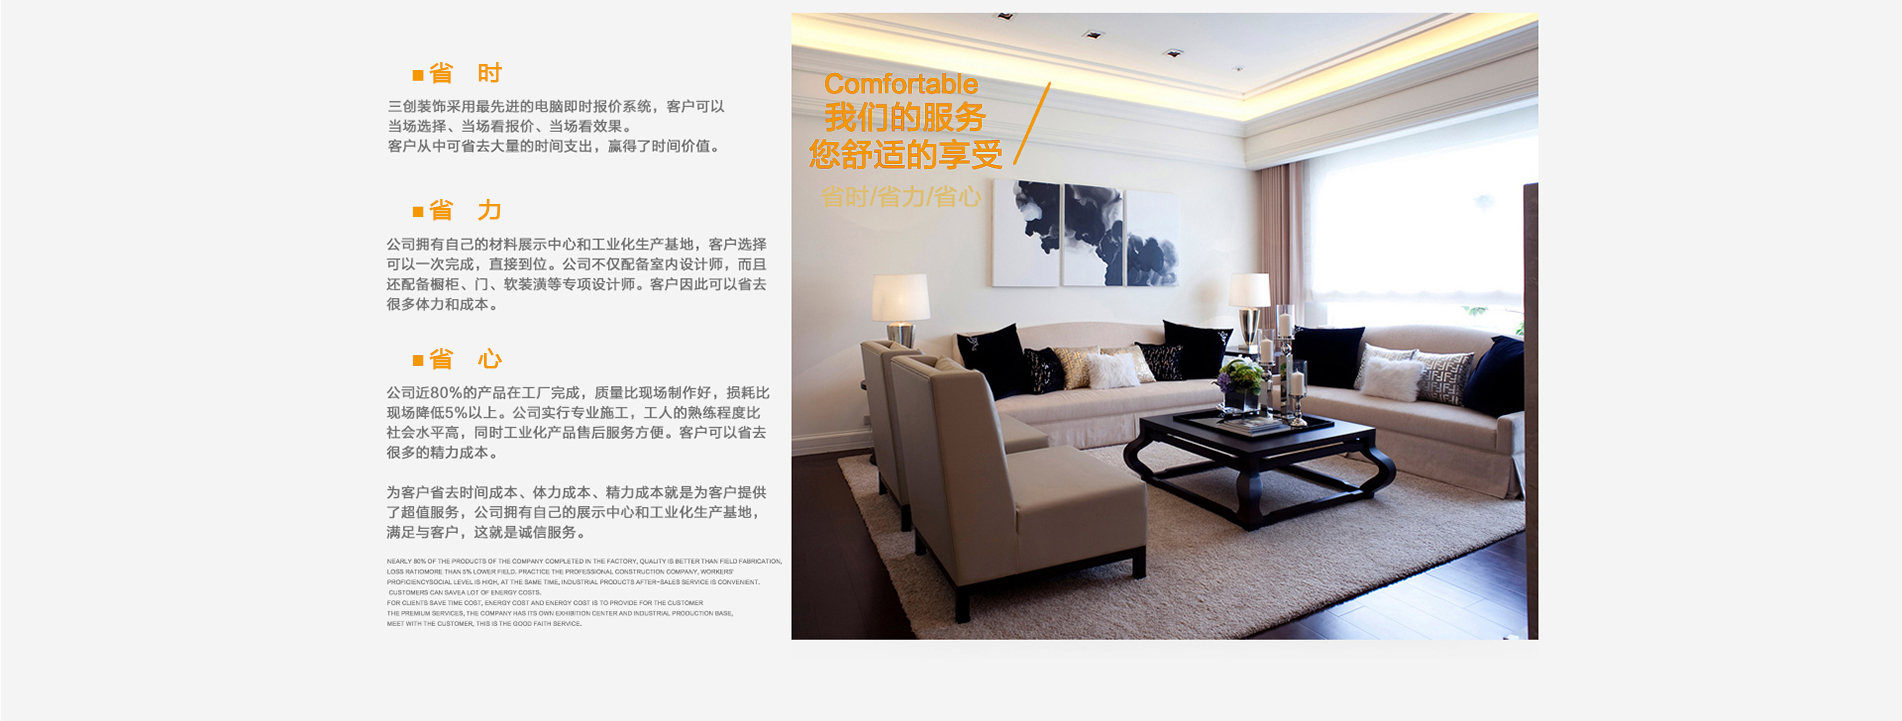 ■省 时
三创装饰采用最先进的电脑即时报价系统，客户可以
当场选择、当场看报价、当场看效果。
客户从中可省去大量的时间支出，赢得了时间价值。
■省 力
公司拥有自己的材料展示中心和工业化生产基地，客户选择
可以一次完成，直接到位。公司不仅配备室内设计师，而且
还配备橱柜、门、软装潢等专项设计师。客户因此可以省去
很多体力和成本。
■省 心
公司近80%的产品在工厂完成，质量比现场制作好，损耗比
现场降低5%以上。公司实行专业施工，工人的熟练程度比
社会水平高，同时工业化产品售后服务方便。客户可以省去
很多的精力成本。
为客户省去时间成本、体力成本、精力成本就是为客户提供
了超值服务，公司拥有自己的展示中心和工业化生产基地，
满足与客户，这就是诚信服务。
NEARLY 80% OF THE PRODUCTS OF THE COMPANY COMPLETED IN THE FACTORY, QUALITY IS BETTER THAN FIELD FABRICATION,
LOSS RATIOMORE THAN 5% LOWER FIELD. PRACTICE THE PROFESSIONAL CONSTRUCTION COMPANY, WORKERS'
PROFICIENCYSOCIAL LEVEL IS HIGH, AT THE SAME TIME, INDUSTRIAL PRODUCTS AFTER-SALES SERVICE IS CONVENIENT.
CUSTOMERS CAN SAVEA LOT OF ENERGY COSTS.
FOR CLIENTS SAVE TIME COST, ENERGY COST AND ENERGY COST IS TO PROVIDE FOR THE CUSTOMER
THE PREMIUM SERVICES, THE COMPANY HAS ITS OWN EXHIBITION CENTER AND INDUSTRIAL PRODUCTION BASE,
MEET WITH THE CUSTOMER, THIS IS THE GOOD FAITH SERVICE.
Comfortable
我们的服务
您舒适的享受
省时/省力/省心